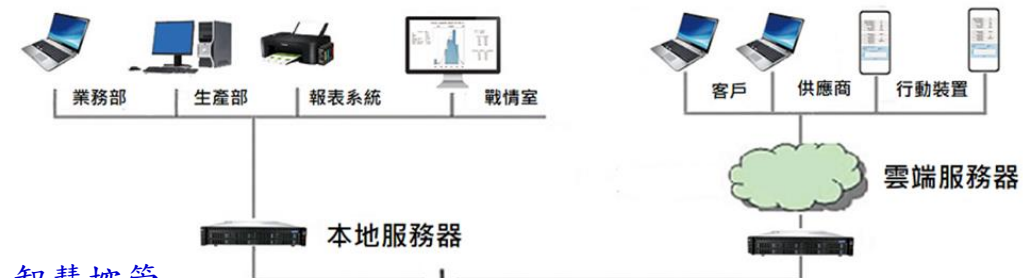 業務部 生產部 報表系統 戰情室
客戶 供應商 行動裝置
雲端服務器
本地服務器